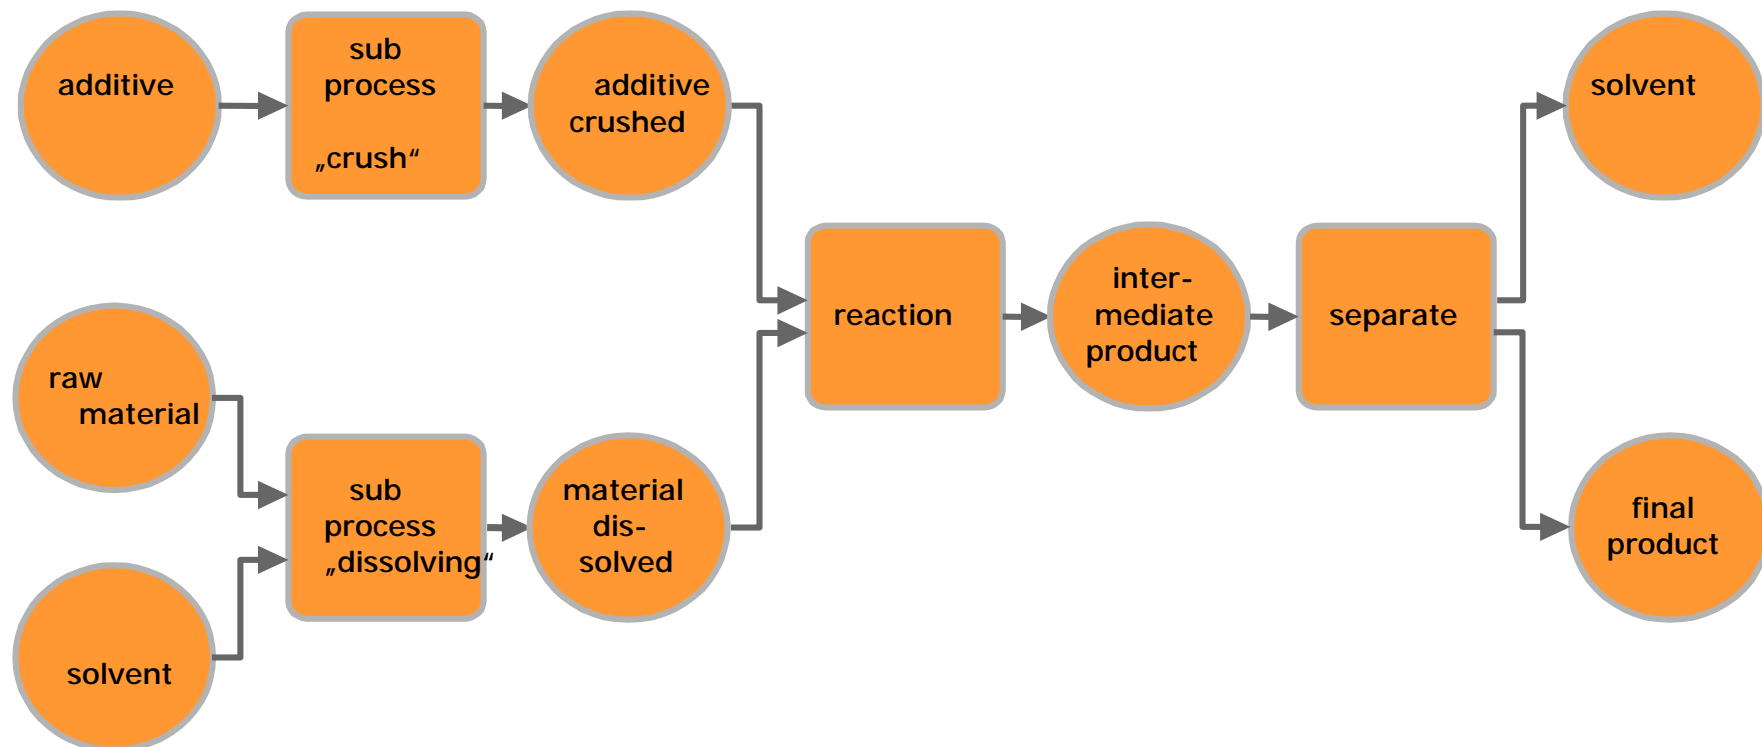 additive
sub
process
„crush“
additive
crushed
solvent
raw
material
sub
process
„dissolving“
solvent
material
dis-
solved
reaction
inter-
mediate
product
separate
final
product